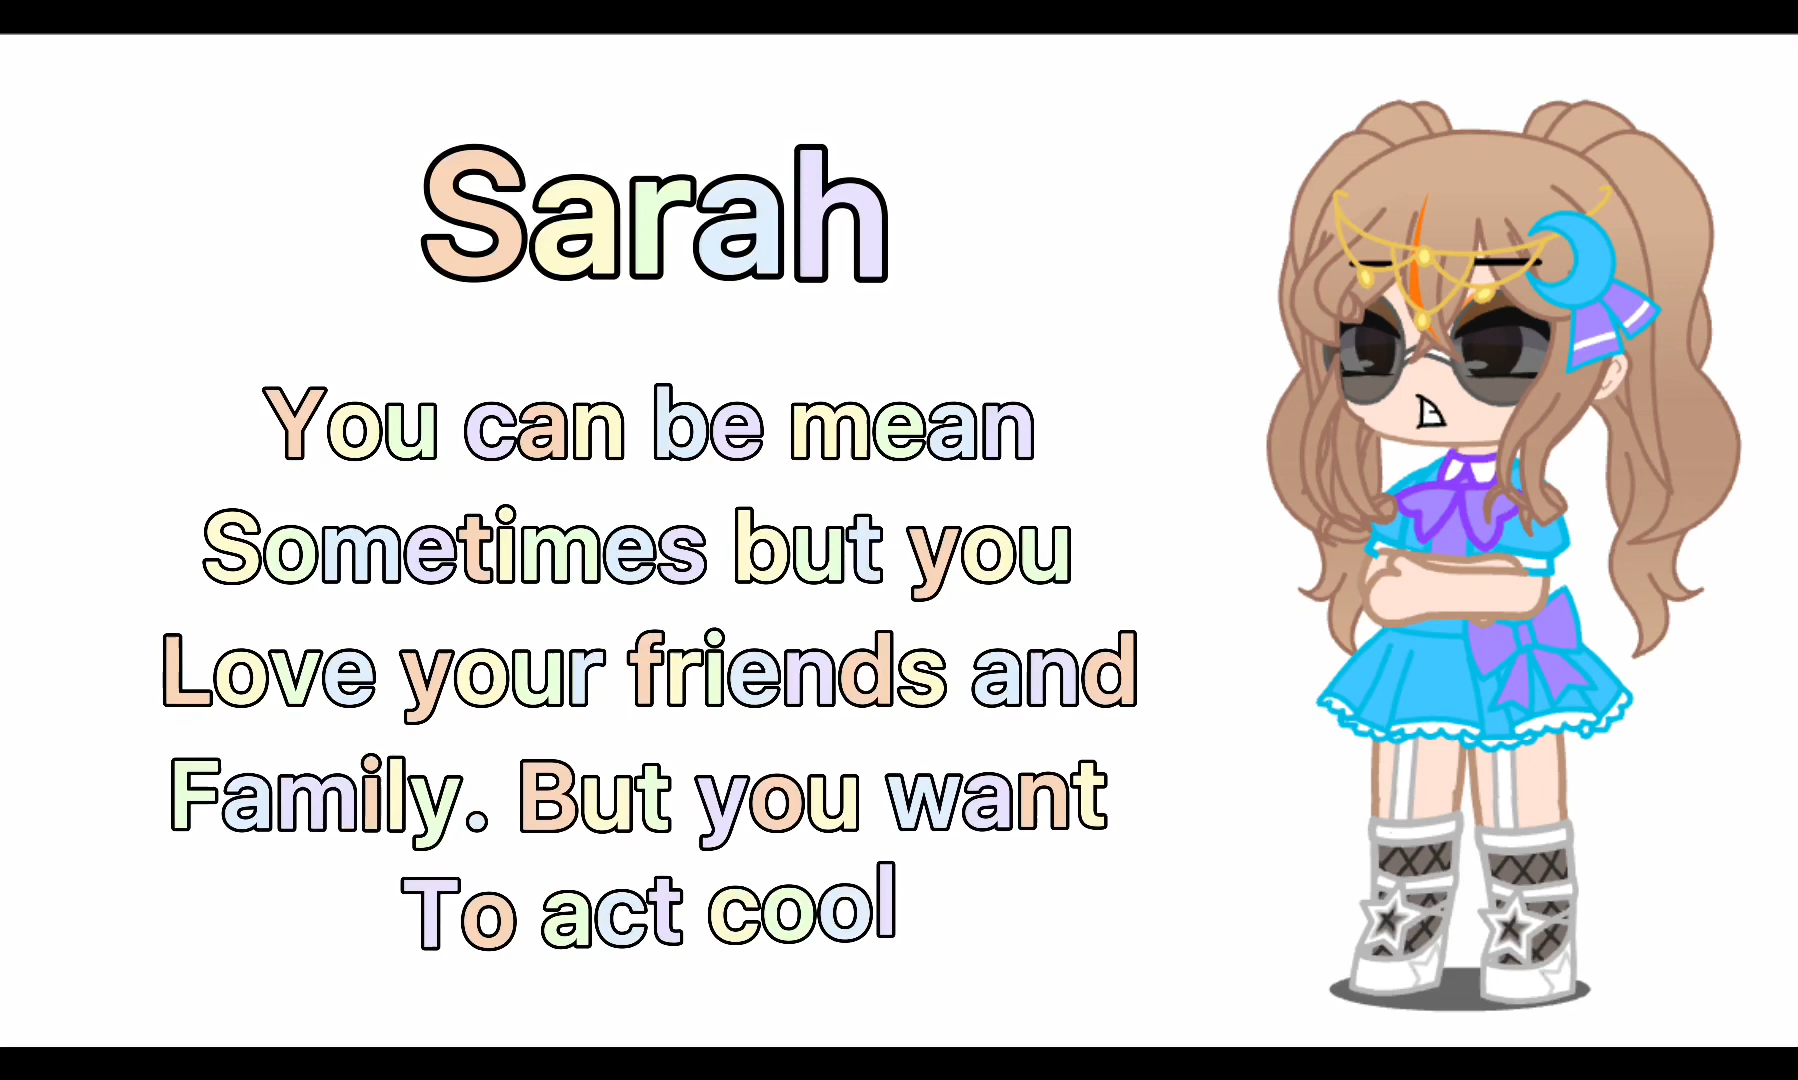 Sarah
You can be mean
Sometimes but you
Love your friends and
Family. But you want
To act cool